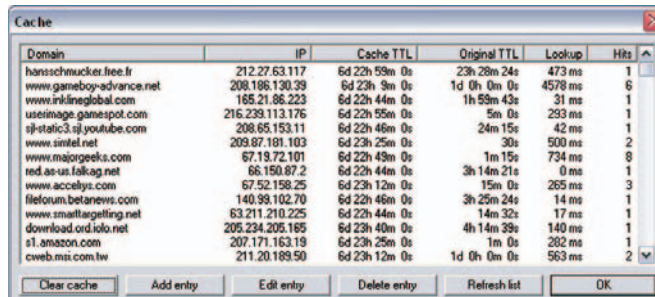 Cache
Domain IP Cache TTL Original TTL Lookup Hits
hansschmucker.free.fr 212.27.63.117 6d 22h 59m 0s 23h 28m 24s 473 ms 1
www.gameboy-advance.net 208.186.130.39 6d 23h 9m 0s 1d 0h 0m 0s 4578 ms 6
www.inklineglobal.com 165.21.86.223 6d 22h 44m 0s 1h 59m 43s 31 ms 1
userimage.gamespot.com 216.239.113.176 6d 22h 55m 0s 5m 0s 293 ms 1
sjl-static3.sjl.youtube.com 208.65.153.11 6d 22h 46m 0s 24m 15s 42 ms 1
www.simtel.net 209.87.181.103 6d 23h 25m 0s 30s 500 ms 2
www.majorgeeks.com 67.19.72.101 6d 22h 49m 0s 1m 15s 734 ms 8
red.as-us.falkag.net 66.150.87.2 6d 22h 44m 0s 3h 14m 21s 0 ms 1
www.accelrys.com 67.52.158.25 6d 23h 12m 0s 15m 0s 265 ms 3
fileforum.betanews.com 140.99.102.70 6d 22h 46m 0s 3h 25m 24s 14 ms 1
www.smarttargetting.net 63.211.210.225 6d 22h 44m 0s 14m 32s 17 ms 1
download.ord.iolo.net 205.234.205.165 6d 23h 40m 0s 4h 14m 39s 140 ms 1
s1.amazon.com 207.171.163.19 6d 23h 25m 0s 1m 0s 282 ms 1
cweb.msi.com.tw 211.20.189.50 6d 23h 12m 0s 1d 0h 0m 0s 563 ms 2
Clear cache Add entry Edit entry Delete entry Refresh list OK